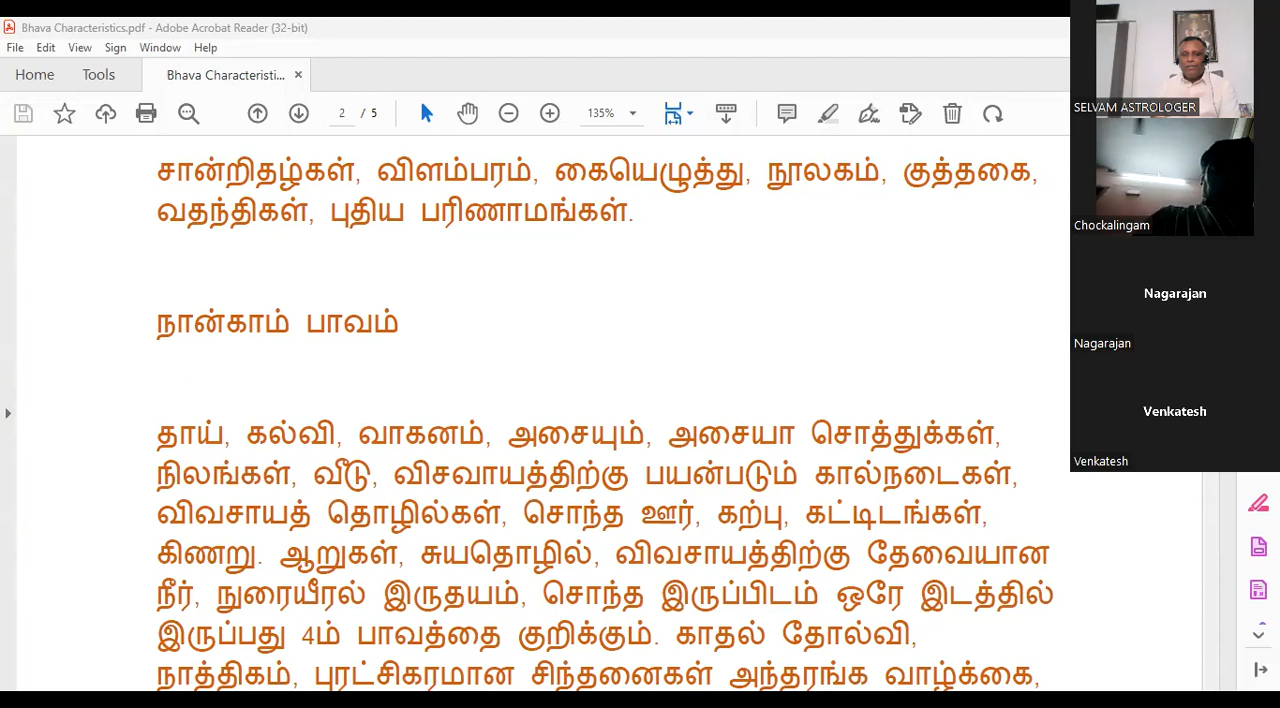 Bhava Characteristics.pdf - Adobe Acrobat Reader (32-bit)
File Edit View Sign Window Help
Home Tools Bhava Characteristi... ×
2 / 5 135%
சான்றிதழ்கள், விளம்பரம், கையெழுத்து, நூலகம், குத்தகை,
வதந்திகள், புதிய பரிணாமங்கள்.
நான்காம் பாவம்
தாய், கல்வி, வாகனம், அசையும், அசையா சொத்துக்கள்,
நிலங்கள், வீடு, விசவாயத்திற்கு பயன்படும் கால்நடைகள்,
விவசாயத் தொழில்கள், சொந்த ஊர், கற்பு, கட்டிடங்கள்,
கிணறு. ஆறுகள், சுயதொழில், விவசாயத்திற்கு தேவையான
நீர், நுரையீரல் இருதயம், சொந்த இருப்பிடம் ஒரே இடத்தில்
இருப்பது 4ம் பாவத்தை குறிக்கும். காதல் தோல்வி,
நாத்திகம், புரட்சிகரமான சிந்தனைகள் அந்தரங்க வாழ்க்கை,
SELVAM ASTROLOGER
Chockalingam
Nagarajan
Nagarajan
Venkatesh
Venkatesh